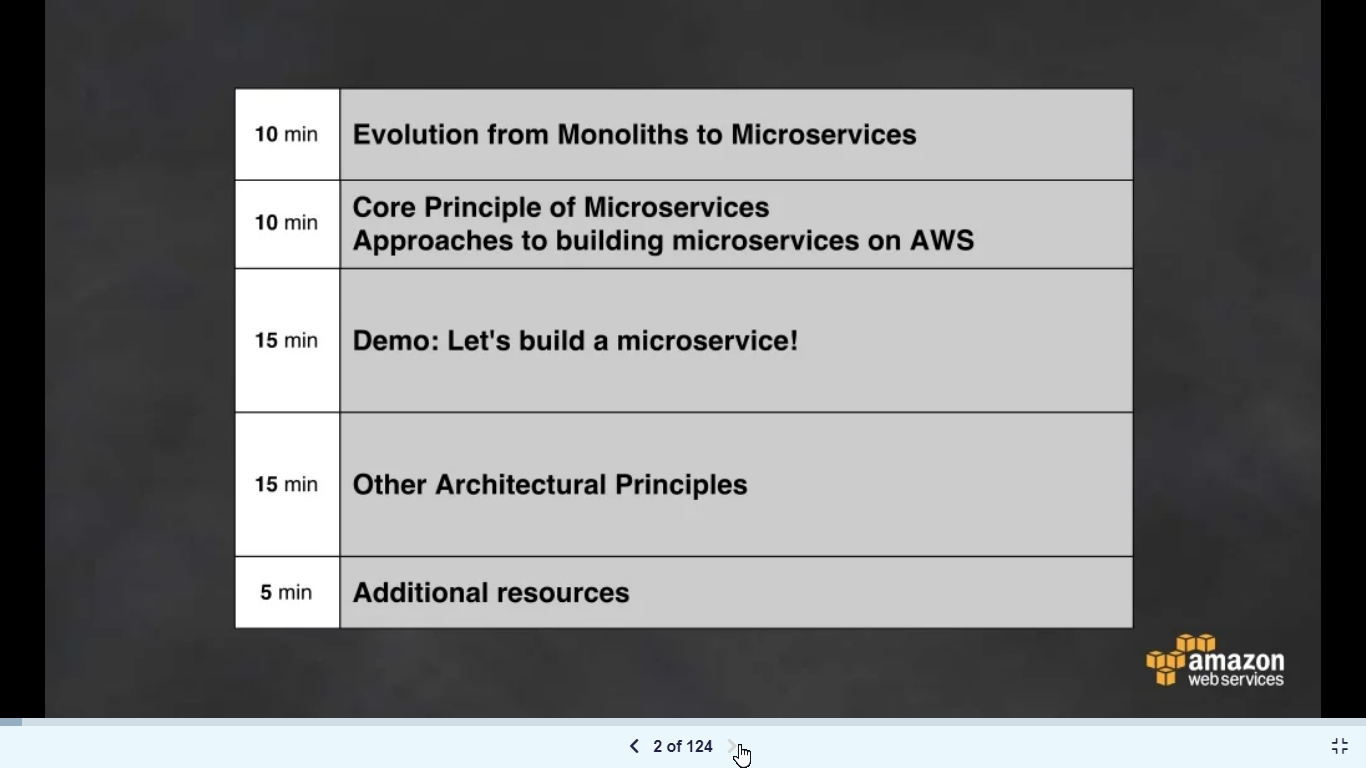 10 min
Evolution from Monoliths to Microservices
10 min
Core Principle of Microservices
Approaches to building microservices on AWS
15 min
Demo: Let's build a microservice!
15 min
Other Architectural Principles
5 min
Additional resources
amazon
webservices
2 of 124